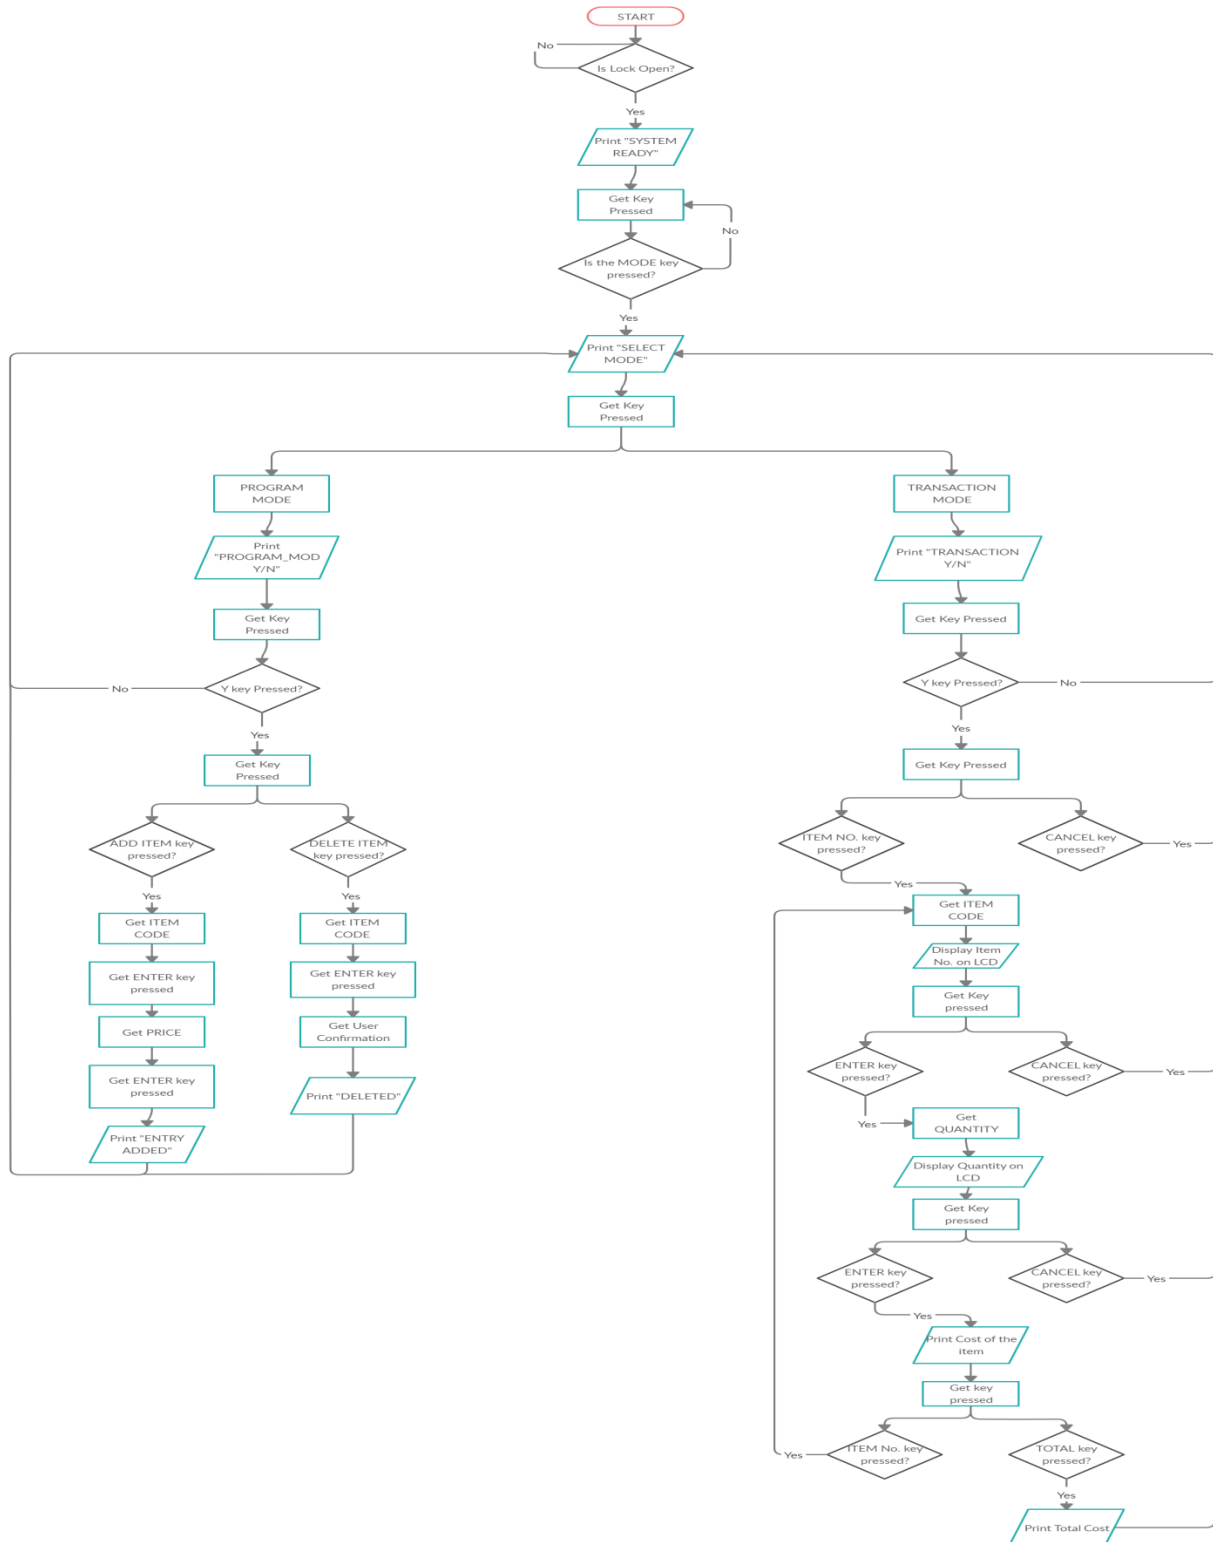 START
No
Is Lock Open?
Yes
Print "SYSTEM
READY"
Get Key
Pressed
No
Is the MODE key
pressed?
Yes
Print "SELECT
MODE"
Get Key
Pressed
PROGRAM
MODE
Print
"PROGRAM_MOD
Y/N"
Get Key
Pressed
No
Y key Pressed?
Yes
Get Key
Pressed
ADD ITEM key
pressed?
Yes
Get ITEM
CODE
Get ENTER key
pressed
Get PRICE
Get ENTER key
pressed
Print "ENTRY
ADDED"
DELETE ITEM
key pressed?
Yes
Get ITEM
CODE
Get ENTER key
pressed
Get User
Confirmation
Print "DELETED"
TRANSACTION
MODE
Print "TRANSACTION
Y/N"
Get Key Pressed
Y key Pressed?
No
Yes
Get Key Pressed
ITEM NO. key
pressed?
CANCEL key
pressed?
Yes
Yes
Get ITEM
CODE
Display Item
No. on LCD
Get Key
pressed
ENTER key
pressed?
CANCEL key
pressed?
Yes
Yes
Get
QUANTITY
Display Quantity on
LCD
Get Key
pressed
ENTER key
pressed?
CANCEL key
pressed?
Yes
Yes
Print Cost of the
item
Get key
pressed
Yes
ITEM No. key
pressed?
TOTAL key
pressed?
Yes
Print Total Cost